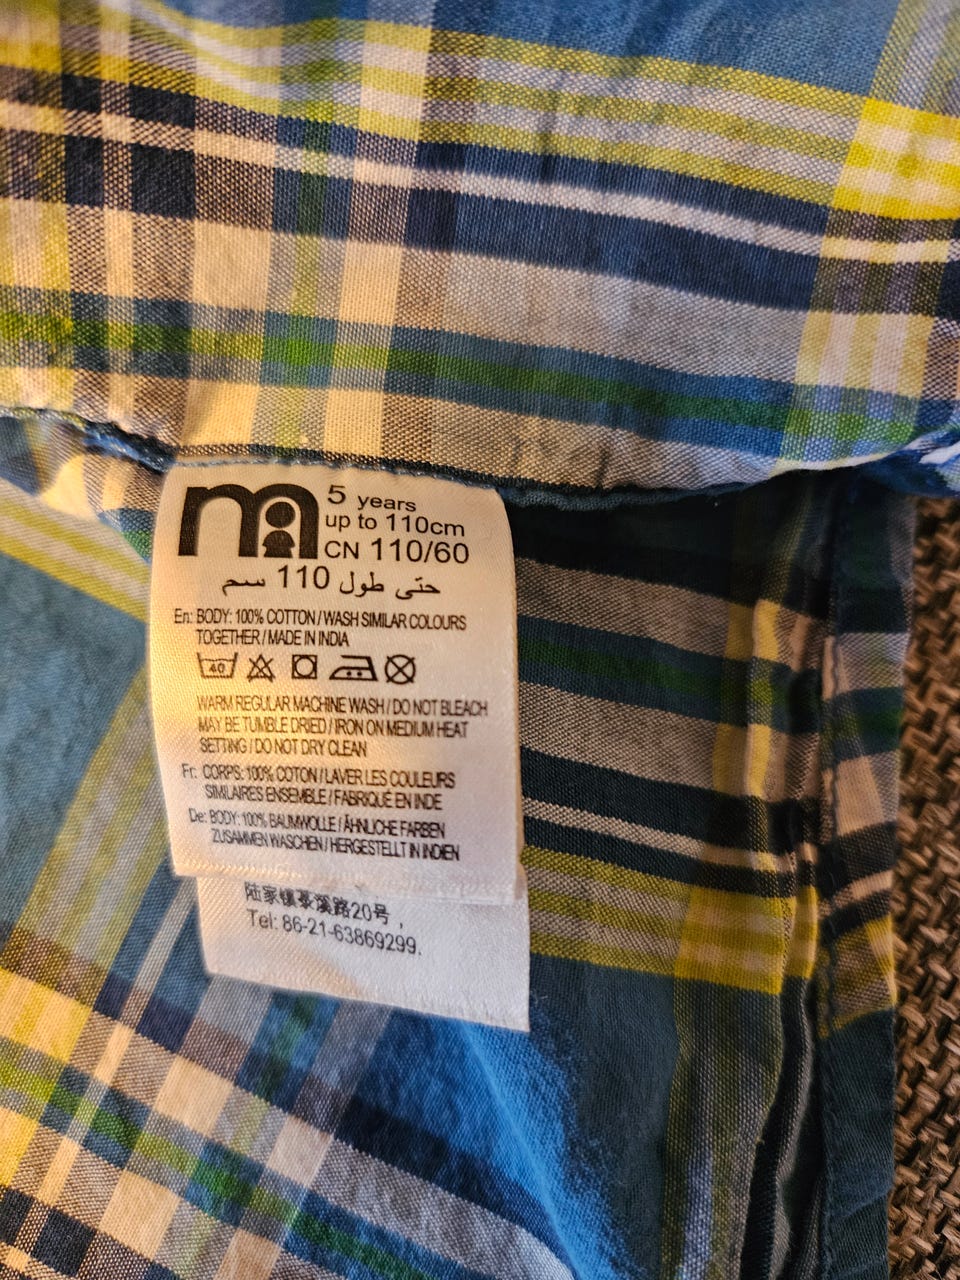 m
5 years
up to 110cm
CN 110/60
حتى طول 110 سم
En: BODY: 100% COTTON / WASH SIMILAR COLOURS
TOGETHER / MADE IN INDIA
40
WARM REGULAR MACHINE WASH / DO NOT BLEACH
MAY BE TUMBLE DRIED / IRON ON MEDIUM HEAT
SETTING / DO NOT DRY CLEAN
Fr: CORPS: 100% COTON / LAVER LES COULEURS
SIMILAIRES ENSEMBLE / FABRIQUÉ EN INDE
De: BODY: 100% BAUMWOLLE / ÄHNLICHE FARBEN
ZUSAMMEN WASCHEN / HERGESTELLT IN INDIEN
陆家镇菉溪路20号，
Tel: 86-21-63869299.